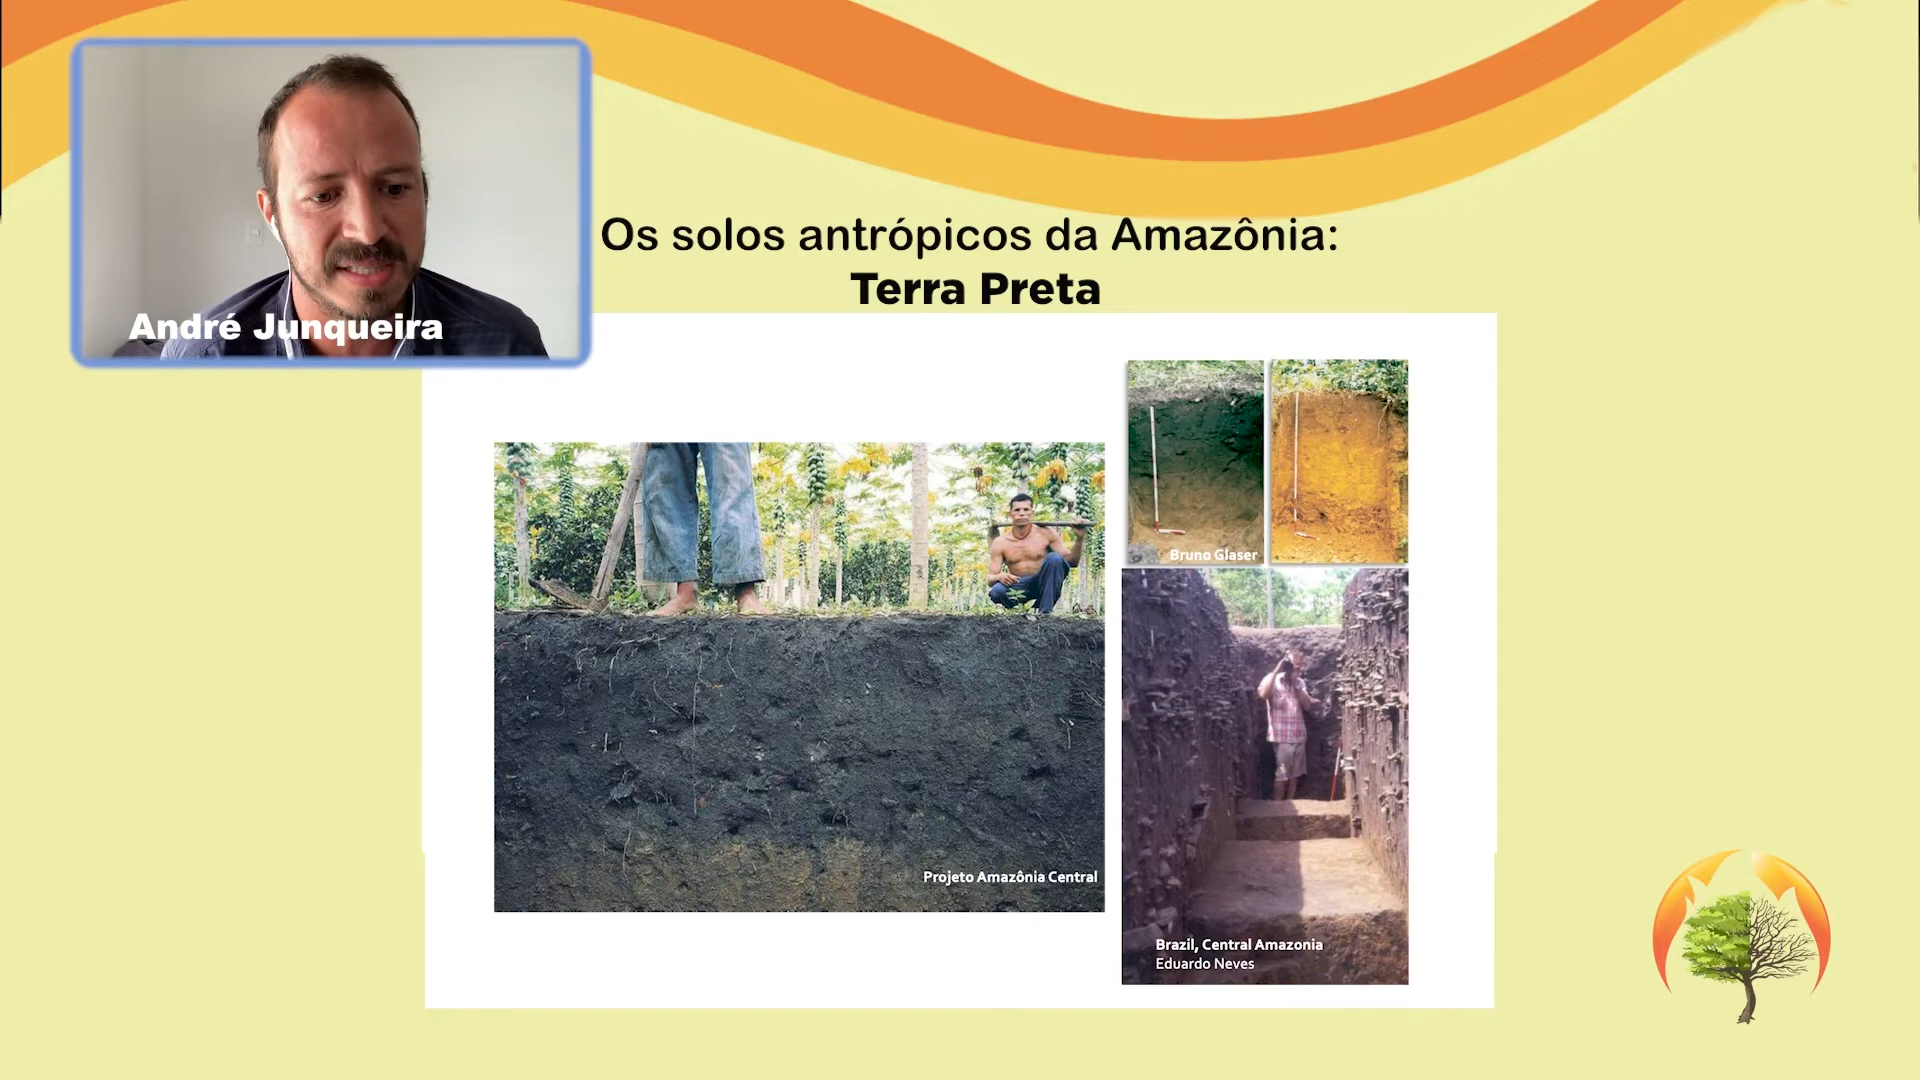 André Junqueira
Os solos antrópicos da Amazônia:
Terra Preta
Bruno Glaser
Projeto Amazônia Central
Brazil, Central Amazonia
Eduardo Neves